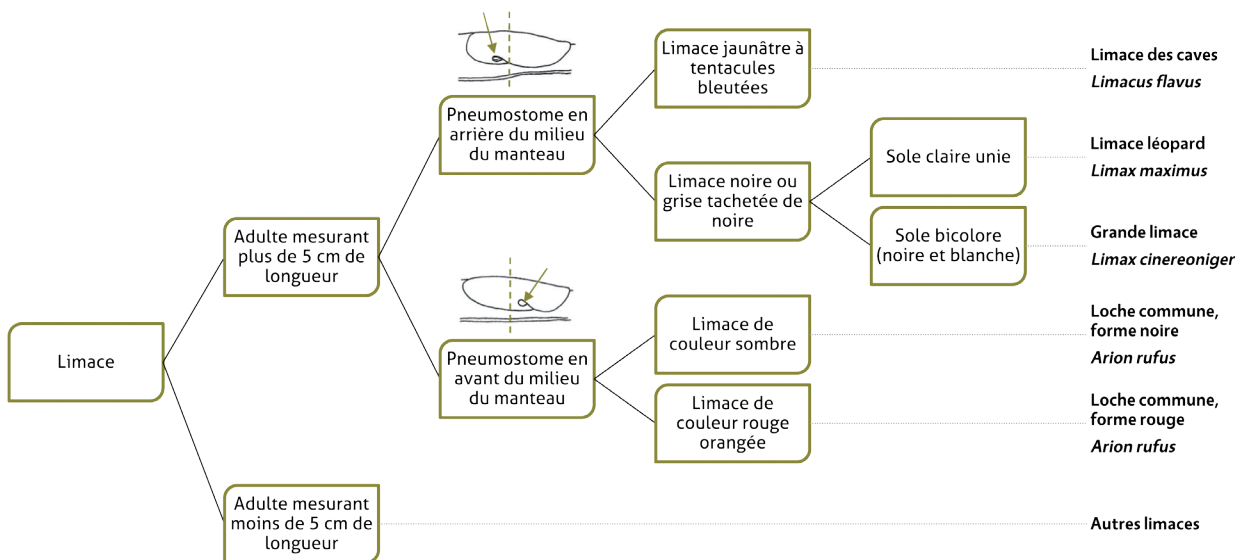 Limace
Adulte mesurant
plus de 5 cm de
longueur
Adulte mesurant
moins de 5 cm de
longueur
Pneumostome en
arrière du milieu
du manteau
Pneumostome en
avant du milieu
du manteau
Limace jaunâtre à
tentacules
bleutées
Limace noire ou
grise tachetée de
noire
Limace de
couleur sombre
Limace de
couleur rouge
orangée
Sole claire unie
Sole bicolore
(noire et blanche)
Limace des caves
Limacus flavus
Limace léopard
Limax maximus
Grande limace
Limax cinereoniger
Loche commune,
forme noire
Arion rufus
Loche commune,
forme rouge
Arion rufus
Autres limaces